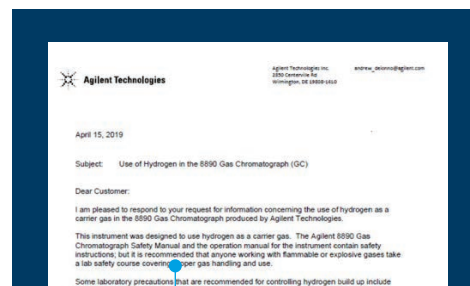 Agilent Technologies
Agilent Technologies Inc.
2850 Centerville Rd
Wilmington, DE 19808-1610
April 15, 2019
Subject: Use of Hydrogen in the 8890 Gas Chromatograph (GC)
Dear Customer:
I am pleased to respond to your request for information concerning the use of hydrogen as a
carrier gas in the 8890 Gas Chromatograph produced by Agilent Technologies.
This instrument was designed to use hydrogen as a carrier gas. The Agilent 8890 Gas
Chromatograph Safety Manual and the operation manual for the instrument contain safety
instructions; but it is recommended that anyone working with flammable or explosive gases take
a lab safety course covering gas handling and use.
Some laboratory precautions that are recommended for controlling hydrogen build up include